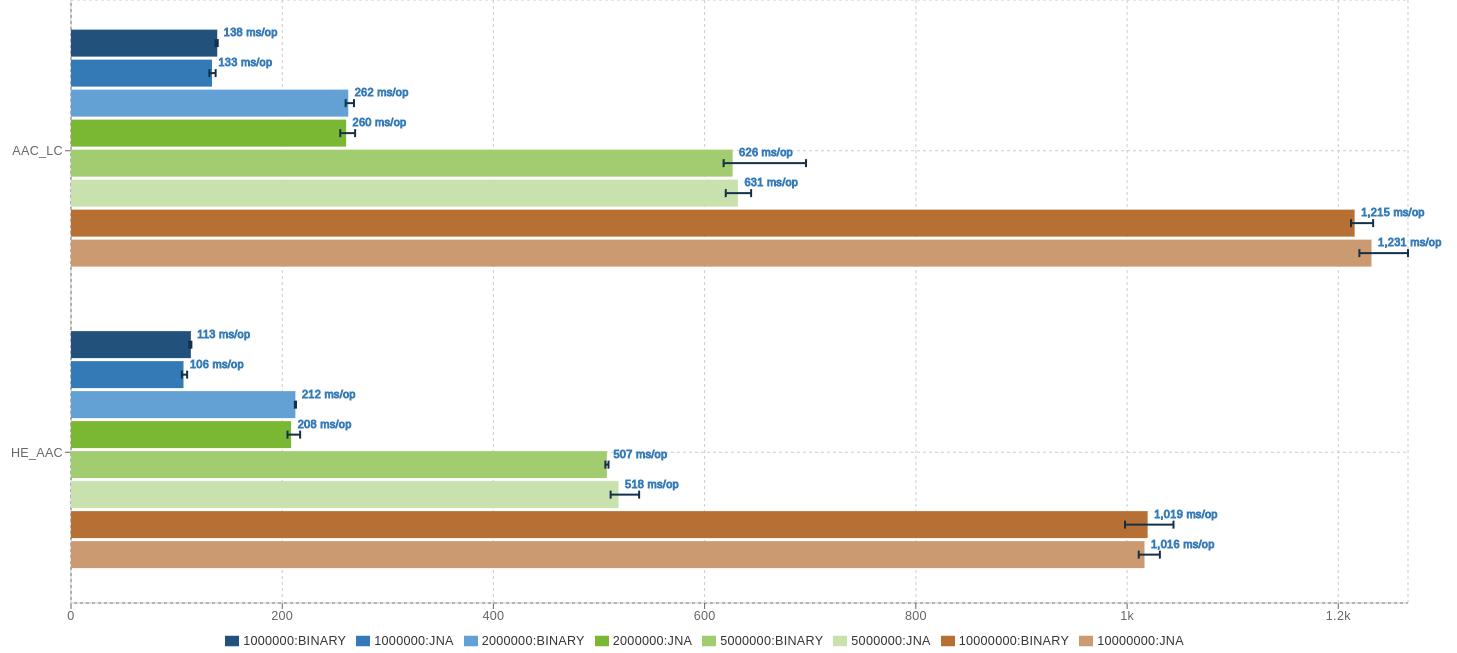 138 ms/op
133 ms/op
262 ms/op
260 ms/op
AAC_LC
626 ms/op
631 ms/op
1,215 ms/op
1,231 ms/op
113 ms/op
106 ms/op
212 ms/op
208 ms/op
HE_AAC
507 ms/op
518 ms/op
1,019 ms/op
1,016 ms/op
0 200 400 600 800 1k 1.2k
1000000:BINARY 1000000:JNA 2000000:BINARY 2000000:JNA 5000000:BINARY 5000000:JNA 10000000:BINARY 10000000:JNA